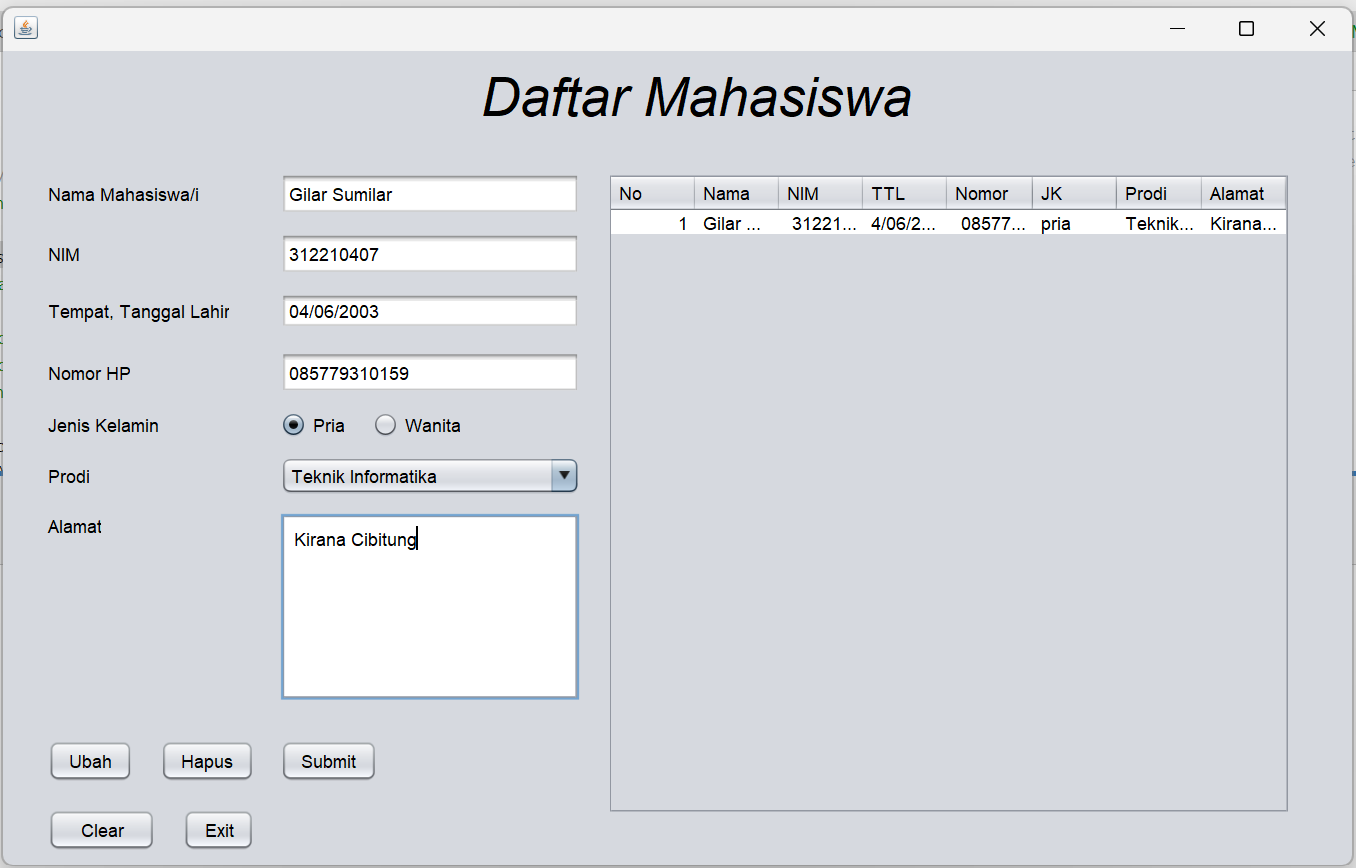 Daftar Mahasiswa
Nama Mahasiswa/i
Gilar Sumilar
NIM
312210407
Tempat, Tanggal Lahir
04/06/2003
Nomor HP
085779310159
Jenis Kelamin
Pria
Wanita
Prodi
Teknik Informatika
Alamat
Kirana Cibitung
Ubah
Hapus
Submit
Clear
Exit
No Nama NIM TTL Nomor JK Prodi Alamat
1 Gilar ... 31221... 4/06/2... 08577... pria Teknik... Kirana...